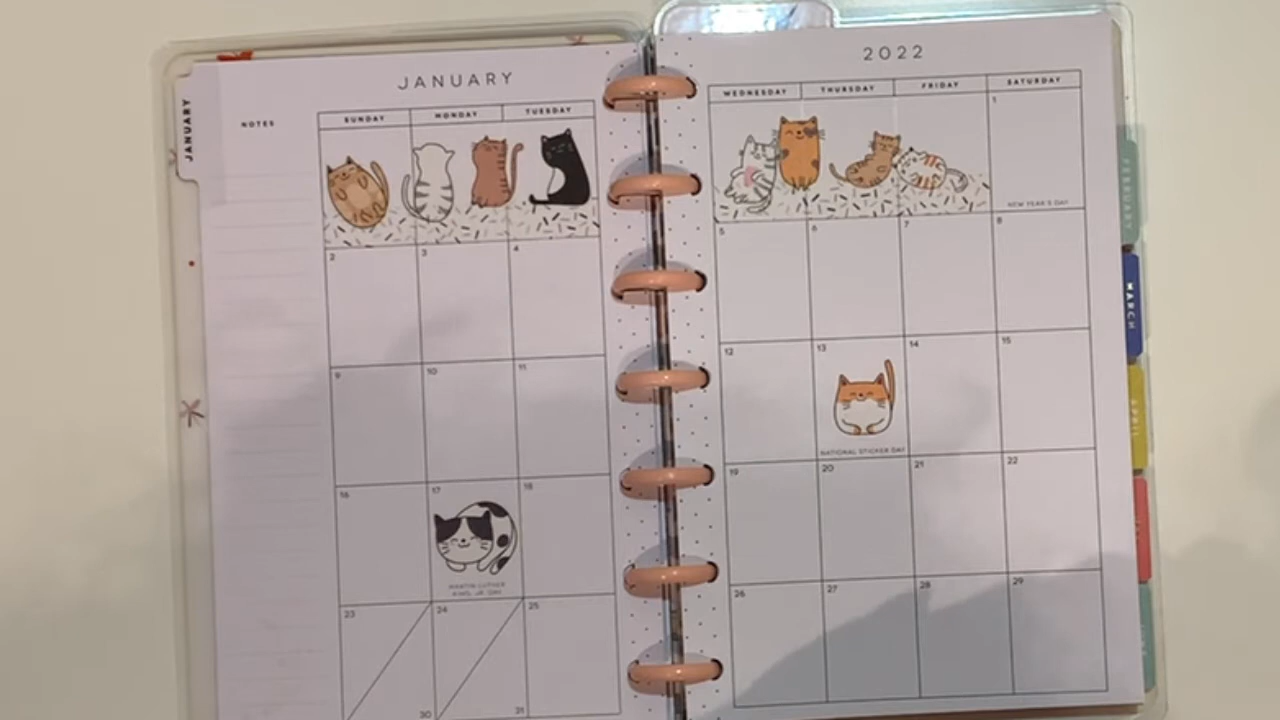 JANUARY
2022
JANUARY
NOTES
SUNDAY MONDAY TUESDAY
WEDNESDAY THURSDAY FRIDAY SATURDAY
1
NEW YEAR'S DAY
2 3 4
5 6 7 8
9 10 11
12 13 14 15
NATIONAL STICKER DAY
16 17 18
19 20 21 22
MARTIN LUTHER
KING, JR. DAY
23 24 25
26 27 28 29
30 31
FEBRUARY
MARCH
APRIL